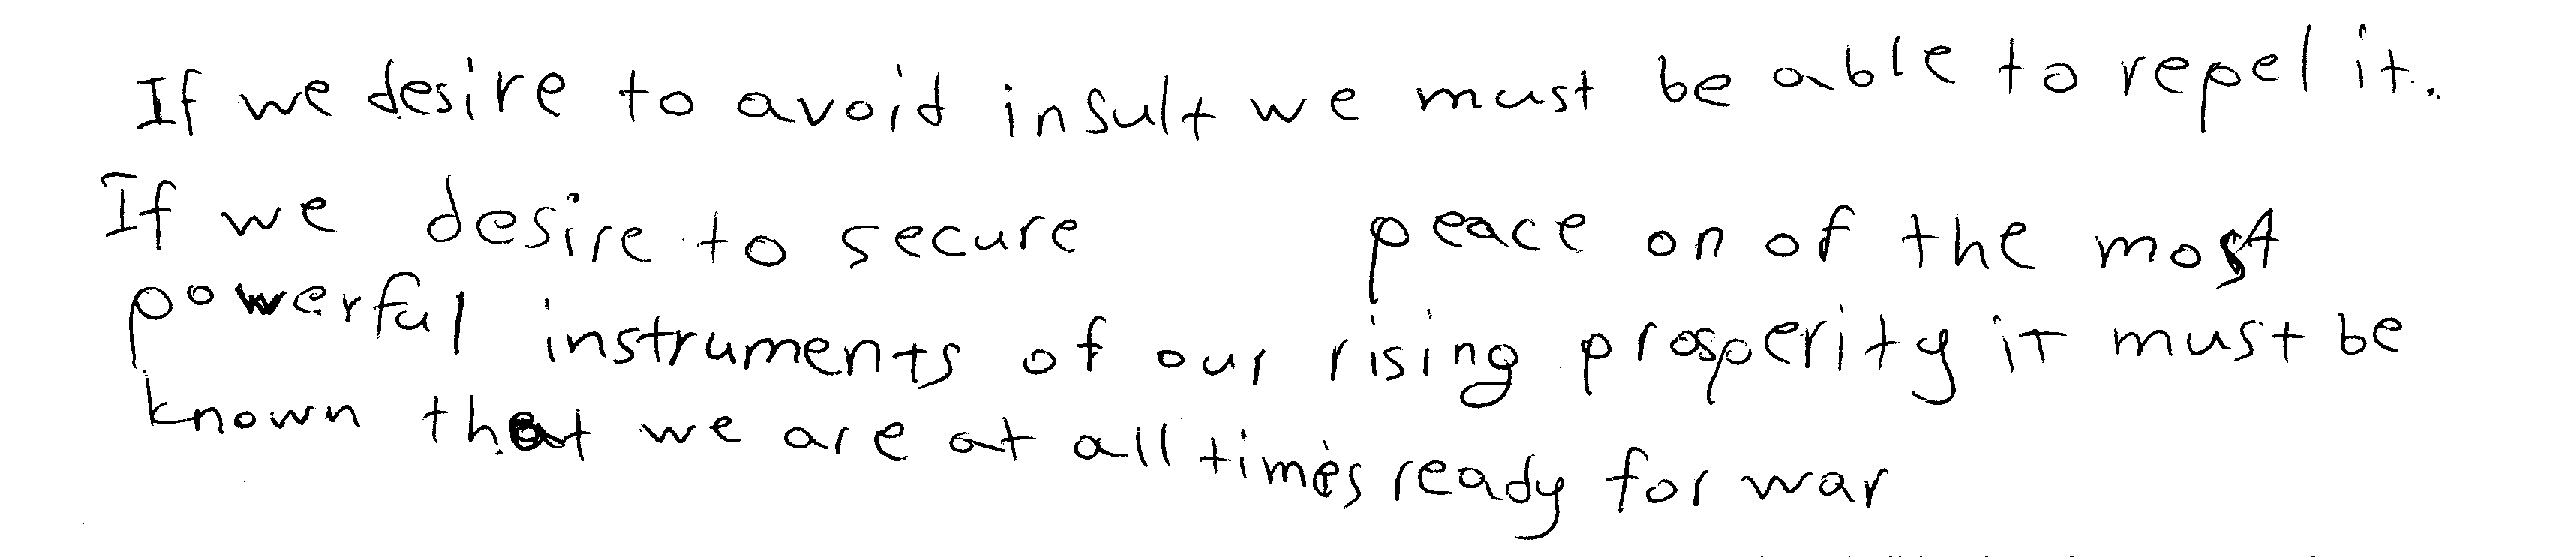 If we desire to avoid insult we must be able to repel it.
If we desire to secure peace on of the most
powerful instruments of our rising prosperity it must be
known that we are at all times ready for war